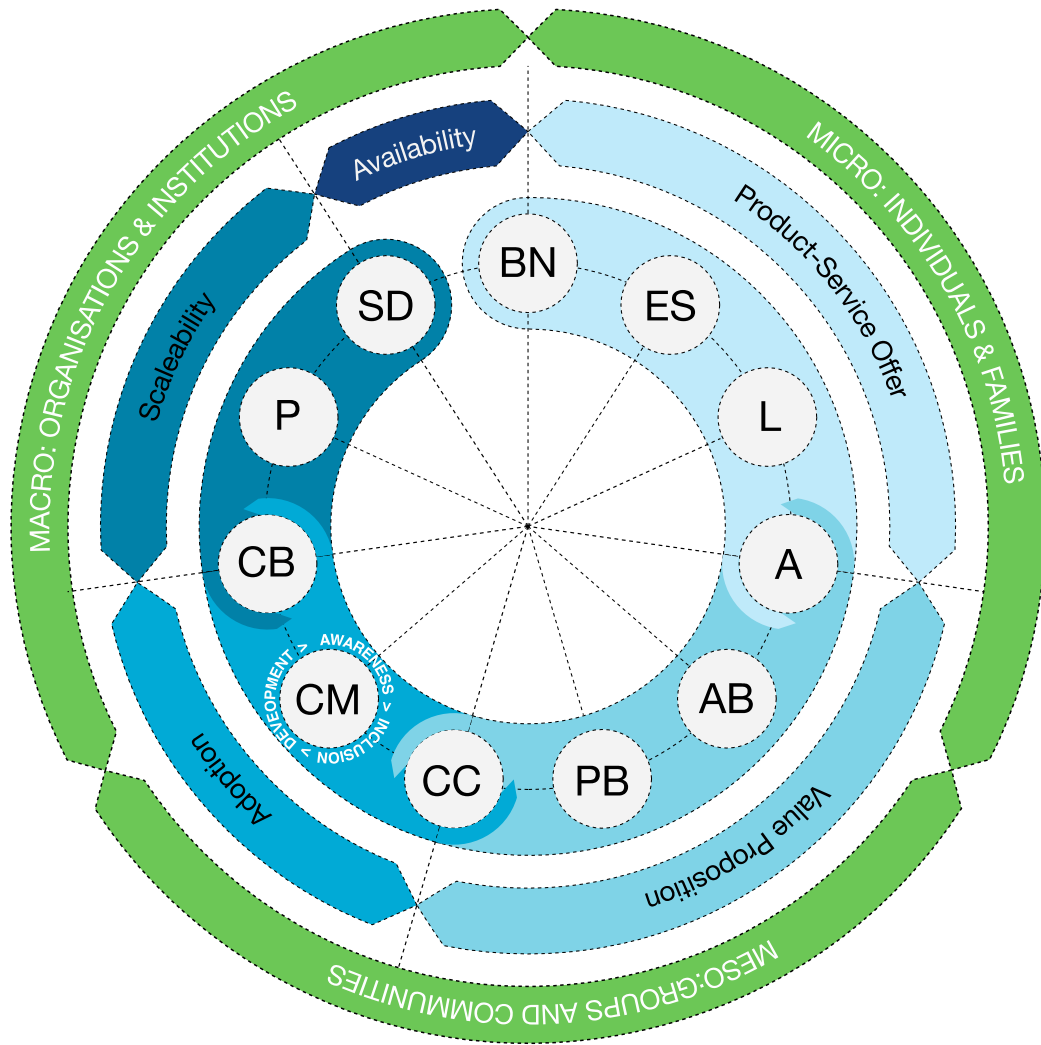 MICRO: INDIVIDUALS & FAMILIES
MESO:GROUPS AND COMMUNITIES
MACRO: ORGANISATIONS & INSTITUTIONS
Product-Service Offer
Value Proposition
Adoption
Scaleability
Availability
BN
ES
L
A
AB
PB
CC
CM
AWARENESS > INCLUSION > DEVEOPMENT >
CB
P
SD